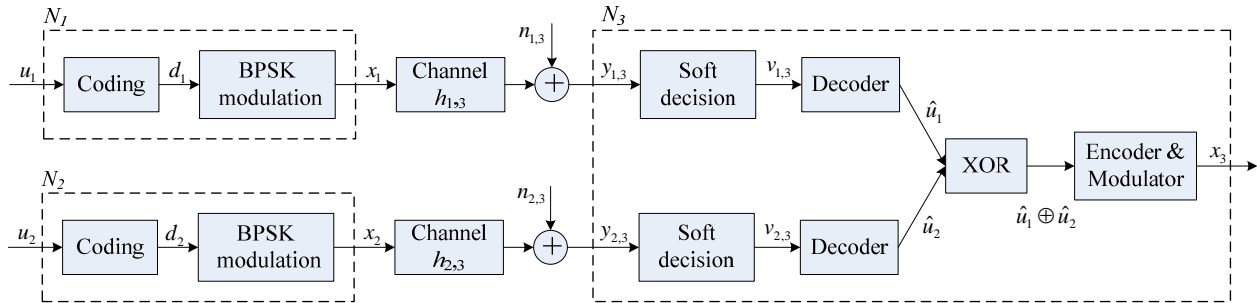 N₁
u₁
Coding
d₁
BPSK
modulation
x₁
Channel
h₁,₃
n₁,₃
+
N₃
y₁,₃
Soft
decision
v₁,₃
Decoder
û₁
XOR
û₁ ⊕ û₂
Encoder &
Modulator
x₃
N₂
u₂
Coding
d₂
BPSK
modulation
x₂
Channel
h₂,₃
n₂,₃
+
y₂,₃
Soft
decision
v₂,₃
Decoder
û₂